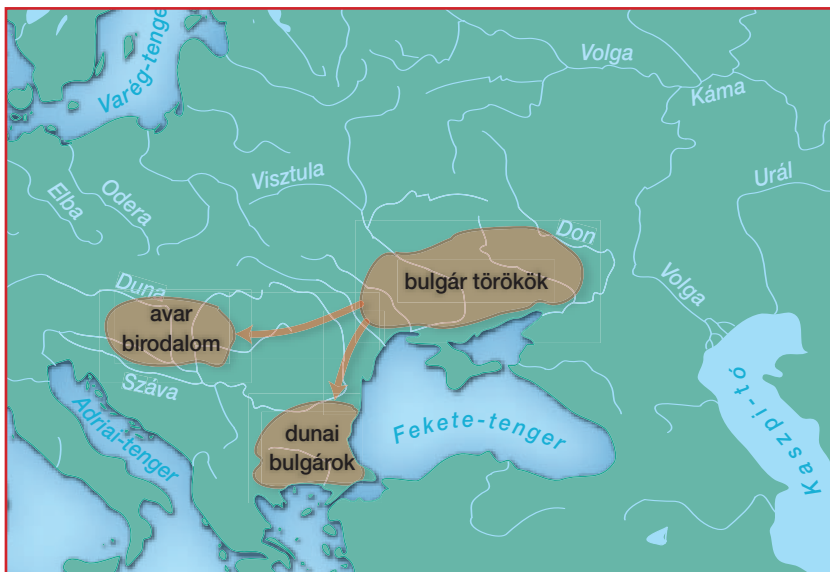 Varég-tenger
Volga
Káma
Visztula
Urál
Elba
Odera
Don
Duna
bulgár törökök
Volga
avar
birodalom
Száva
Kaszpi-tó
Adriai-tenger
Fekete-tenger
dunai
bulgárok